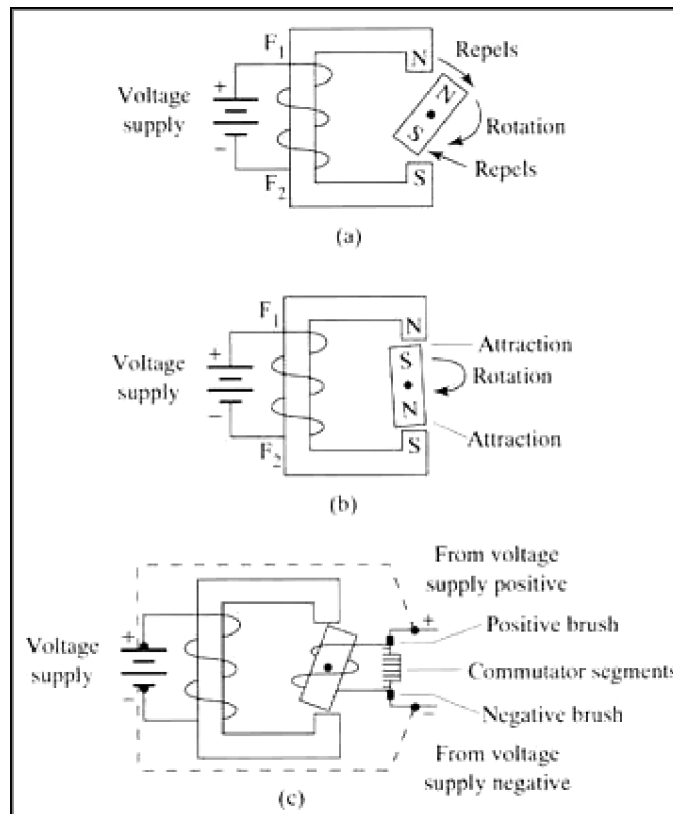 F1
N
Repels
+
Voltage
supply
N
S
Rotation
−
F2
S
Repels
(a)
F1
N
Attraction
+
Voltage
supply
S
Rotation
N
−
Attraction
F2
S
(b)
From voltage
supply positive
+
+
Positive brush
Voltage
supply
Commutator segments
−
Negative brush
−
From voltage
supply negative
(c)